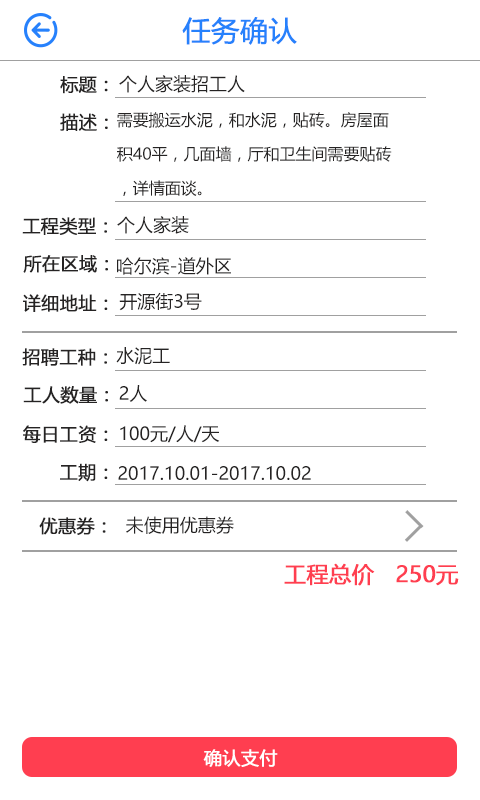 任务确认
标题： 个人家装招工人
描述： 需要搬运水泥，和水泥，贴砖。房屋面
积40平，几面墙，厅和卫生间需要贴砖
，详情面谈。
工程类型： 个人家装
所在区域： 哈尔滨-道外区
详细地址： 开源街3号
招聘工种： 水泥工
工人数量： 2人
每日工资： 100元/人/天
工期： 2017.10.01-2017.10.02
优惠券： 未使用优惠券
工程总价 250元
确认支付